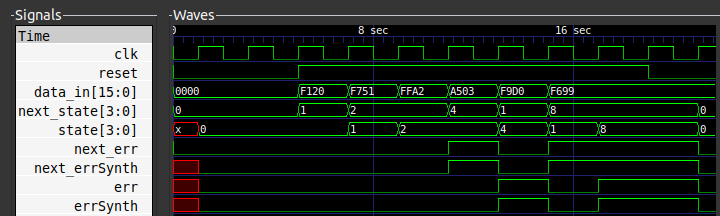 Signals Waves
Time 0 8 sec 16 sec
clk
reset
data_in[15:0] 0000 F120 F751 FFA2 A503 F9D0 F699
next_state[3:0] 0 1 2 4 1 8 0
state[3:0] x 0 1 2 4 1 8 0
next_err
next_errSynth
err
errSynth